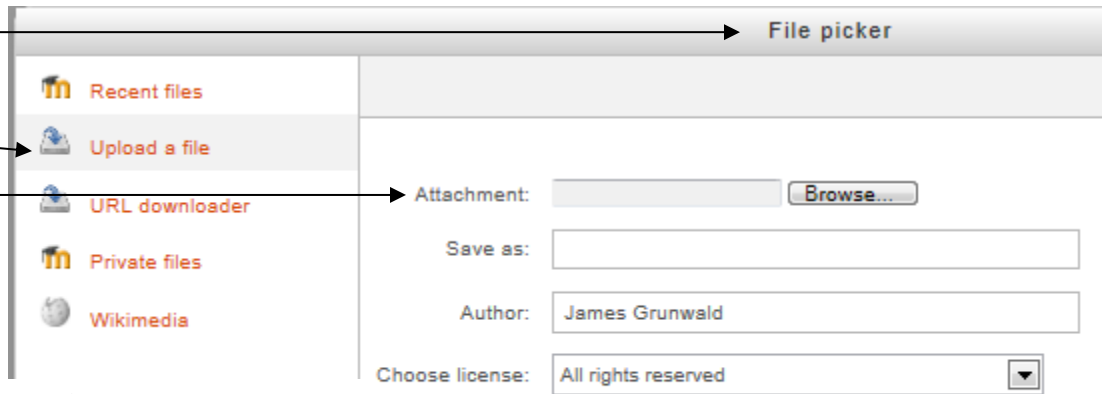 File picker
Recent files
Upload a file
URL downloader
Private files
Wikimedia
Attachment: Browse...
Save as:
Author: James Grunwald
Choose license: All rights reserved